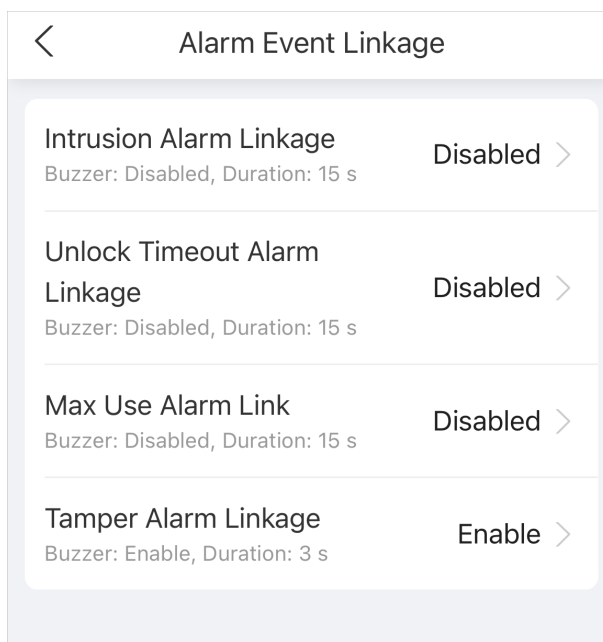 Alarm Event Linkage
Intrusion Alarm Linkage
Disabled
Buzzer: Disabled, Duration: 15 s
Unlock Timeout Alarm
Linkage
Disabled
Buzzer: Disabled, Duration: 15 s
Max Use Alarm Link
Disabled
Buzzer: Disabled, Duration: 15 s
Tamper Alarm Linkage
Enable
Buzzer: Enable, Duration: 3 s